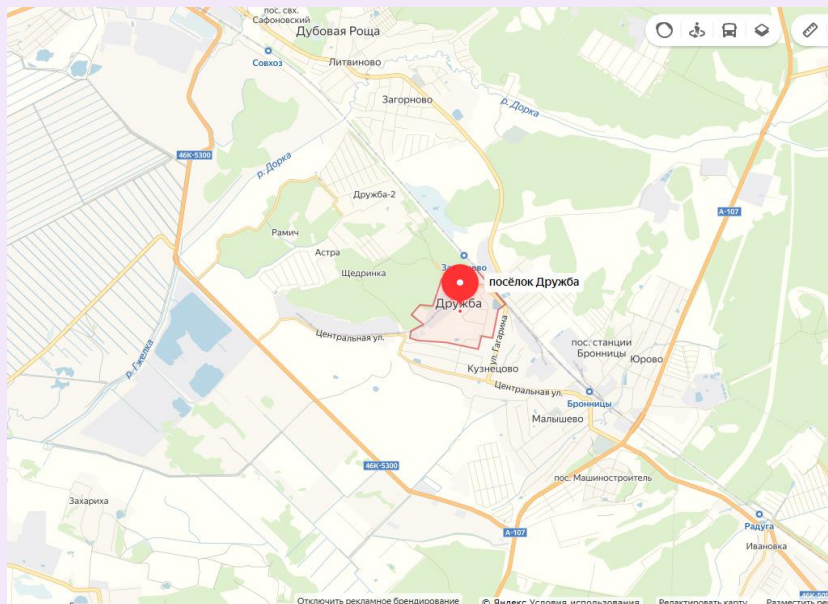 пос. свх.
Сафоновский
Дубовая Роща
Совхоз
Литвиново
Загорново
р. Дорка
46К-5300
р. Дорка
Дружба-2
А-107
Рамич
Астра
Щедринка
посёлок Дружба
Дружба
Центральная ул.
ул. Гагарина
пос. станции
Бронницы
Юрово
Кузнецово
р. Гжелка
Центральная ул.
Бронницы
Малышево
46К-5300
пос. Машиностроитель
Захариха
Радуга
А-107
Ивановка
Отключить рекламное брендирование
© Яндекс Условия использования
Редактировать карту
Разместить ре